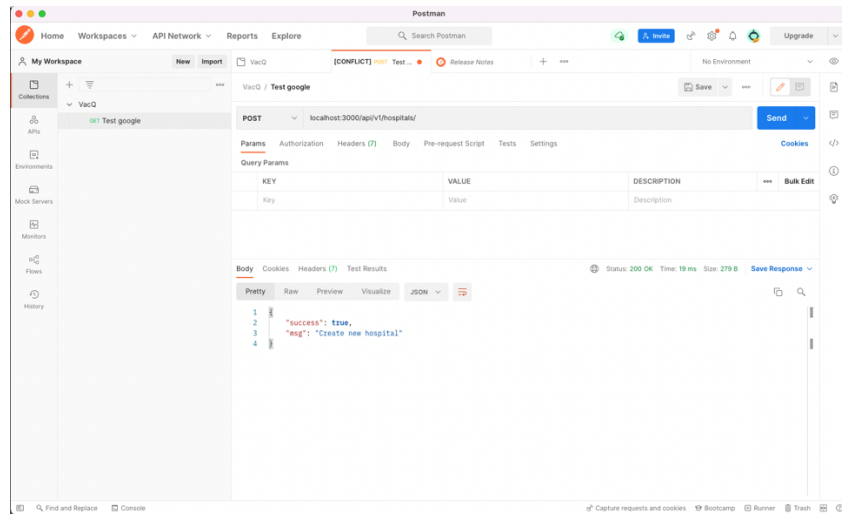 Postman
Home Workspaces API Network Reports Explore Search Postman Invite Upgrade
My Workspace New Import VacQ [CONFLICT] POST Test ... Release Notes No Environment
Collections
VacQ / Test google Save
VacQ
GET Test google
APIs
POST localhost:3000/api/v1/hospitals/ Send
Params Authorization Headers (7) Body Pre-request Script Tests Settings Cookies
Environments
Query Params
KEY VALUE DESCRIPTION Bulk Edit
Key Value Description
Mock Servers
Monitors
Flows
History
Body Cookies Headers (7) Test Results Status: 200 OK Time: 19 ms Size: 279 B Save Response
Pretty Raw Preview Visualize JSON
1 {
2 "success": true,
3 "msg": "Create new hospital"
4 }
Find and Replace Console Capture requests and cookies Bootcamp Runner Trash